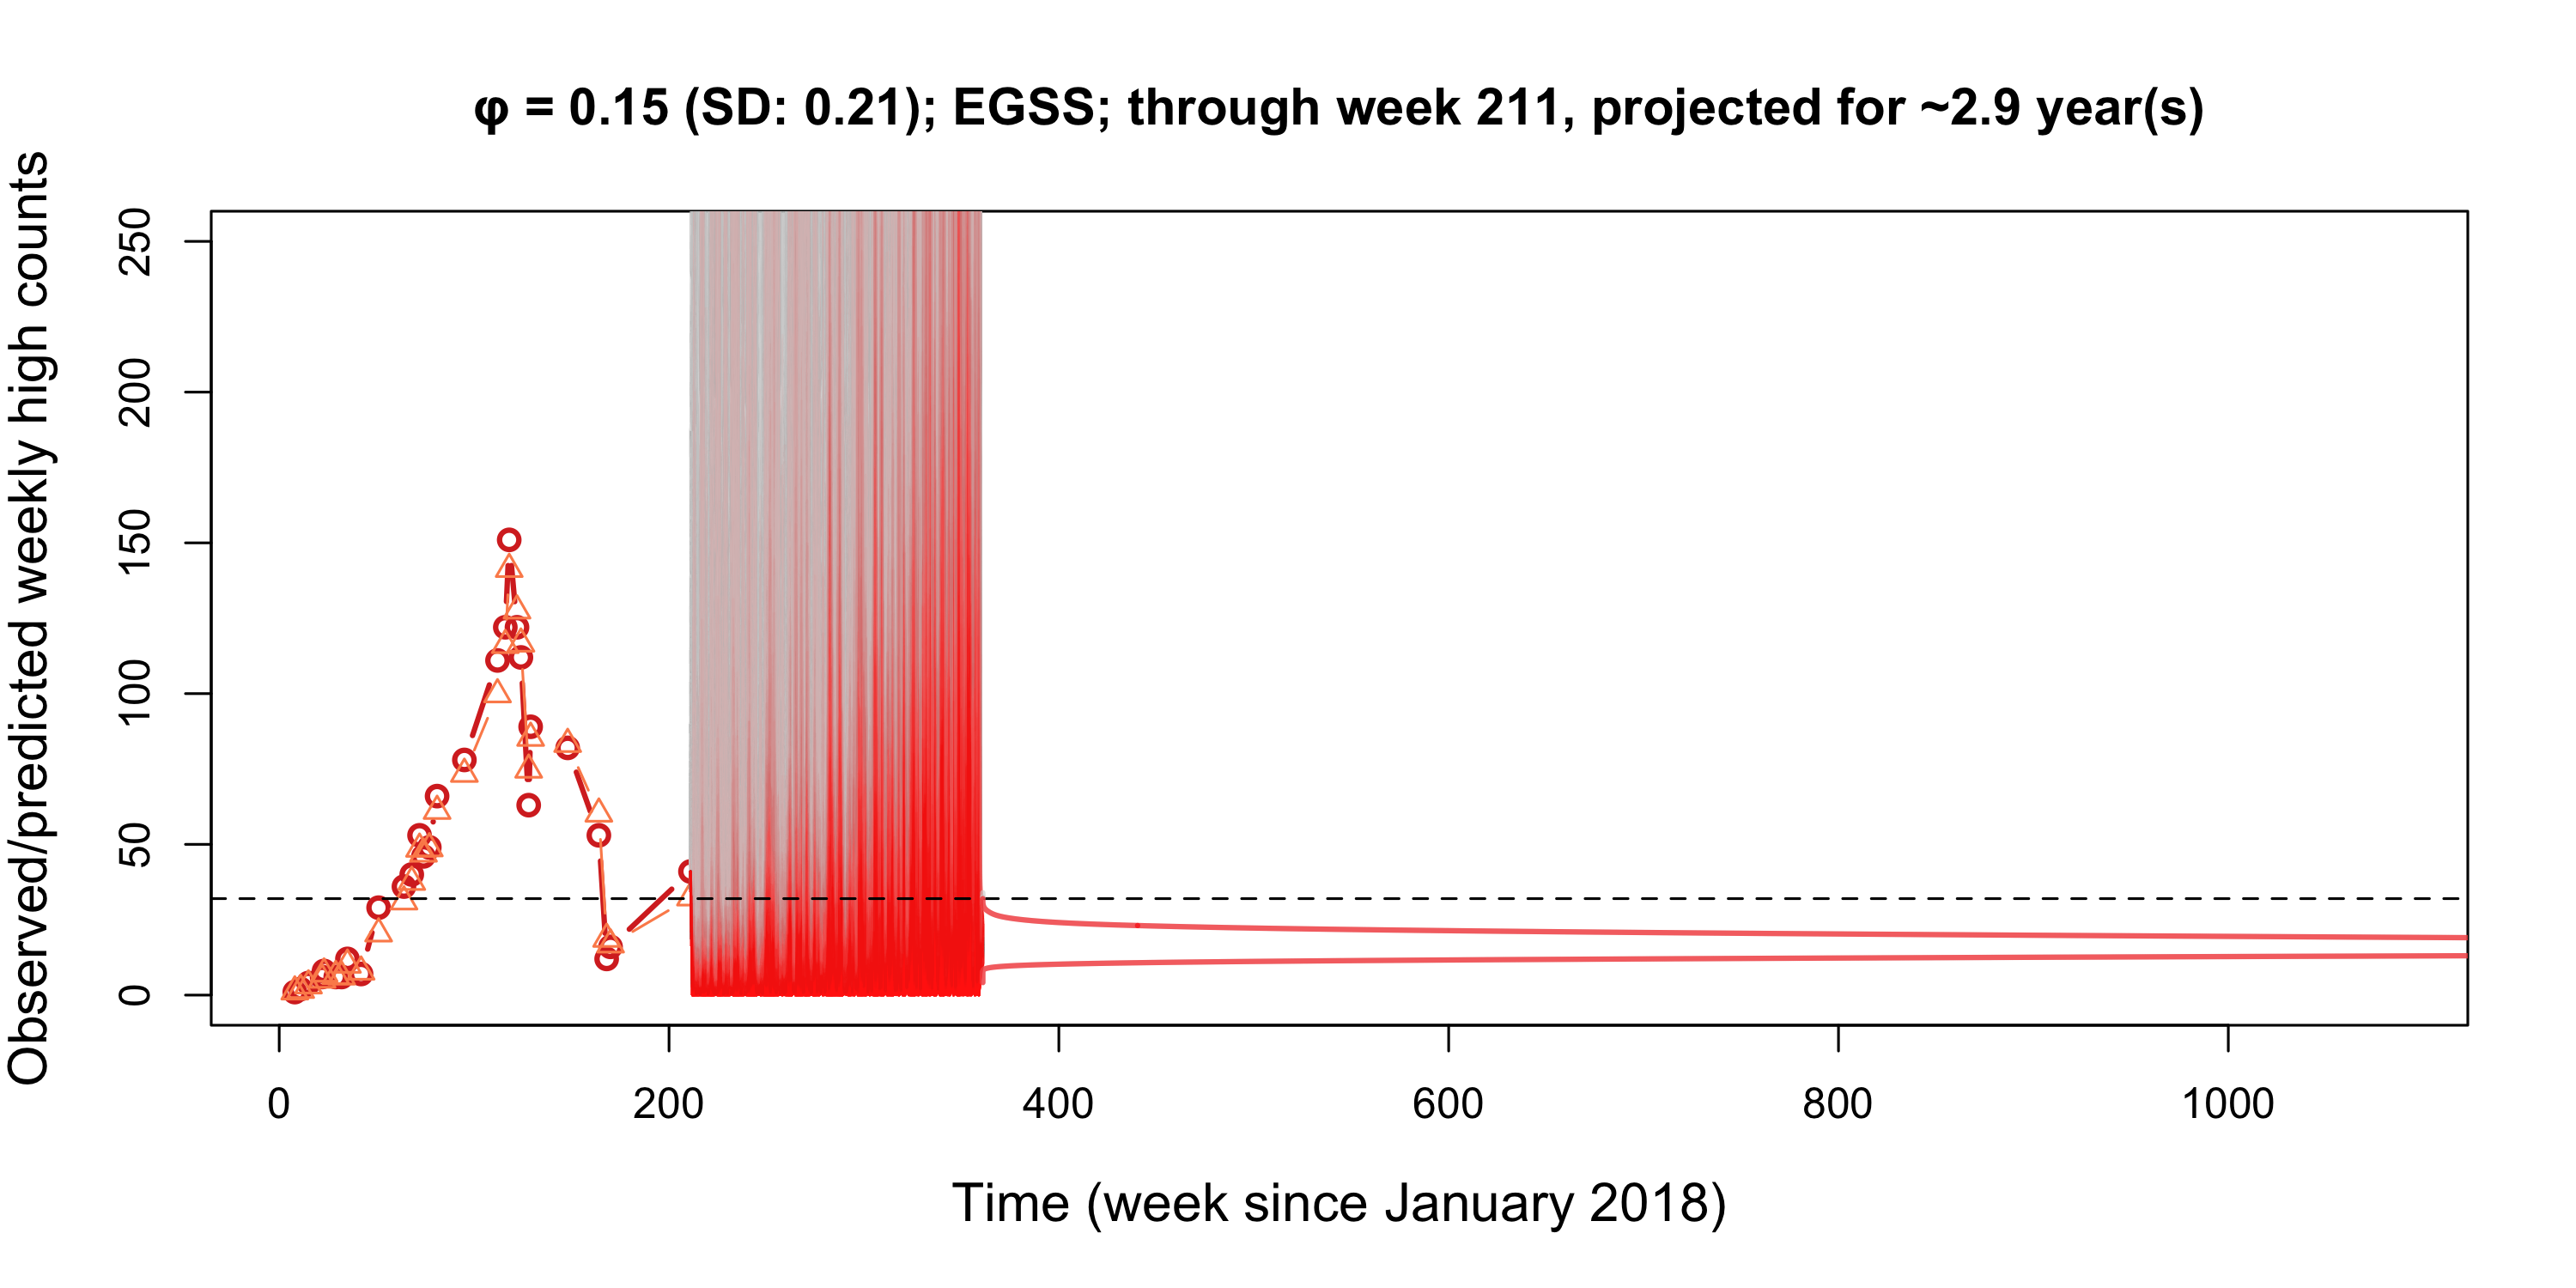 φ = 0.15 (SD: 0.21); EGSS; through week 211, projected for ~2.9 year(s)
Observed/predicted weekly high counts
250
200
150
100
50
0
0 200 400 600 800 1000
Time (week since January 2018)